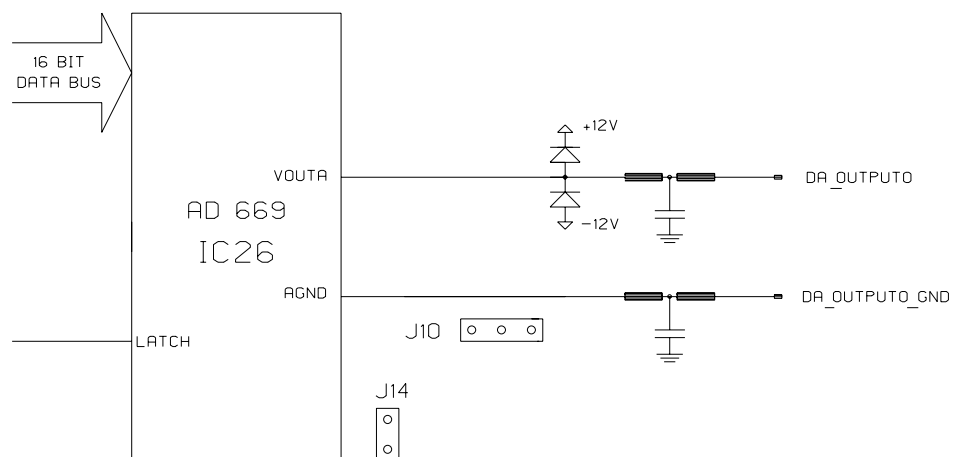 16 BIT
DATA BUS
+12V
VOUTA
DA_OUTPUT0
AD 669
-12V
IC26
AGND
DA_OUTPUT0_GND
J10
LATCH
J14